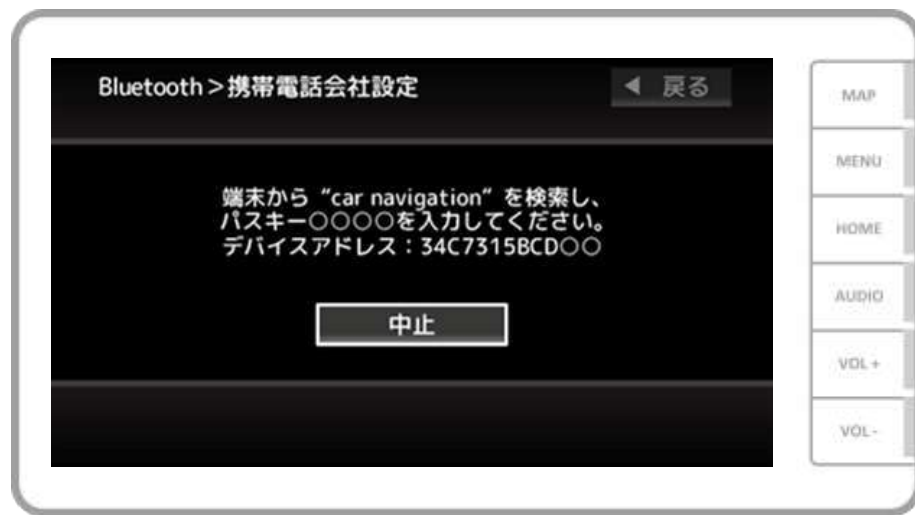 Bluetooth>携帯電話会社設定
◀ 戻る
端末から“car navigation”を検索し、
パスキー○○○○を入力してください。
デバイスアドレス：34C7315BCD○○
中止
MAP
MENU
HOME
AUDIO
VOL+
VOL-